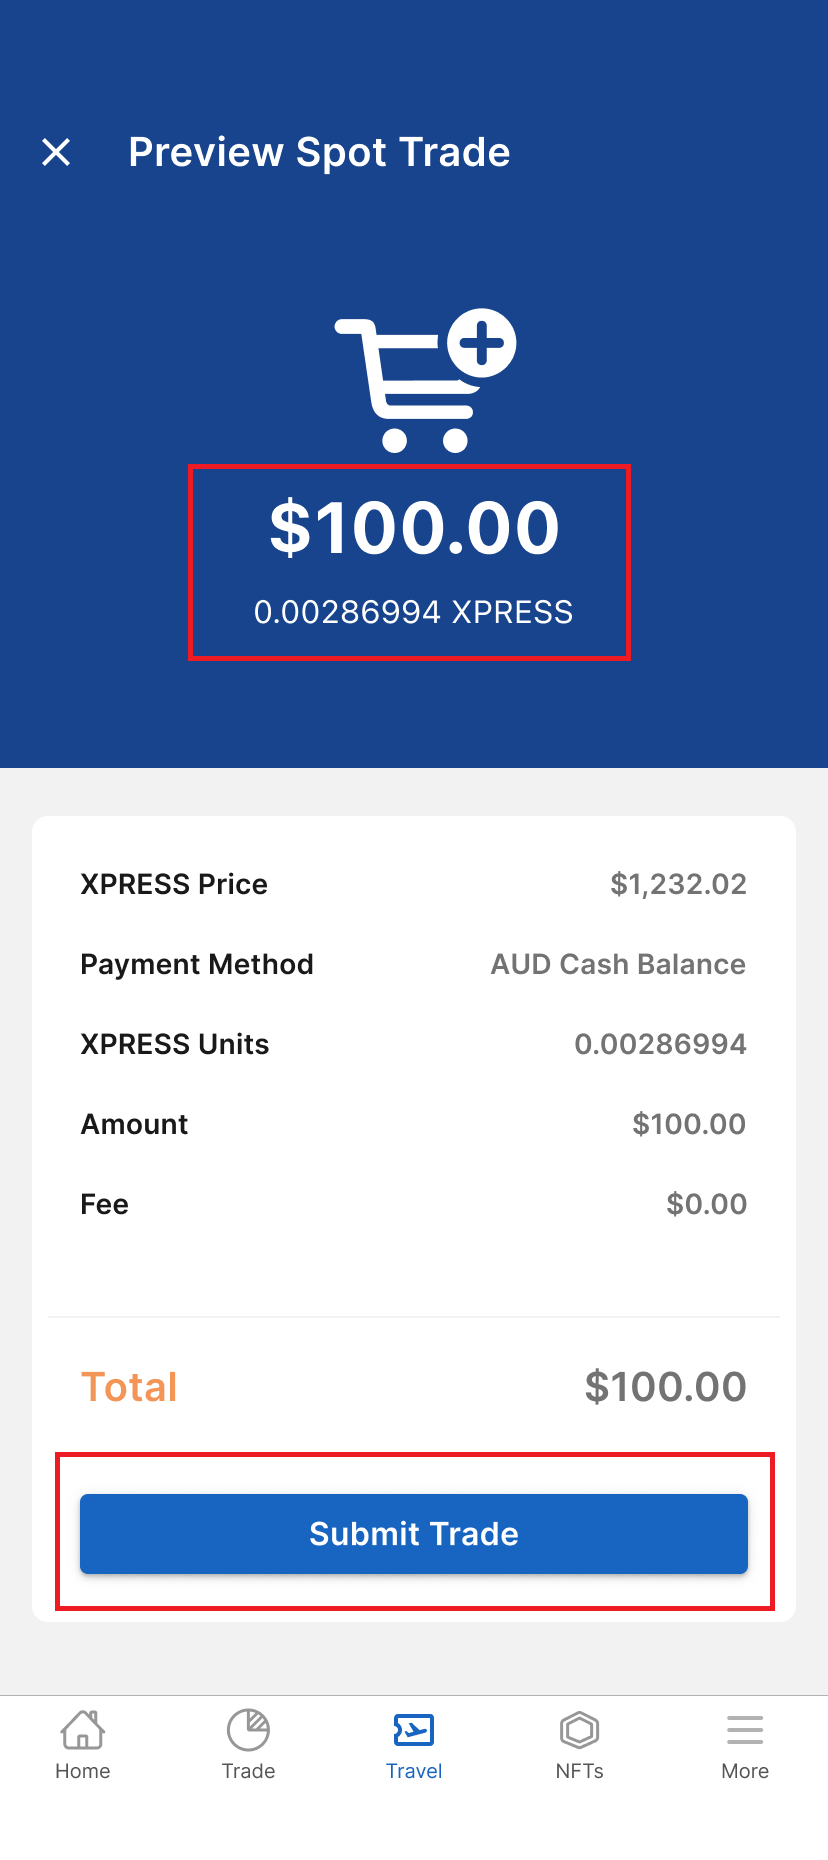 Preview Spot Trade
$100.00
0.00286994 XPRESS
XPRESS Price $1,232.02
Payment Method AUD Cash Balance
XPRESS Units 0.00286994
Amount $100.00
Fee $0.00
Total $100.00
Submit Trade
Home Trade Travel NFTs More